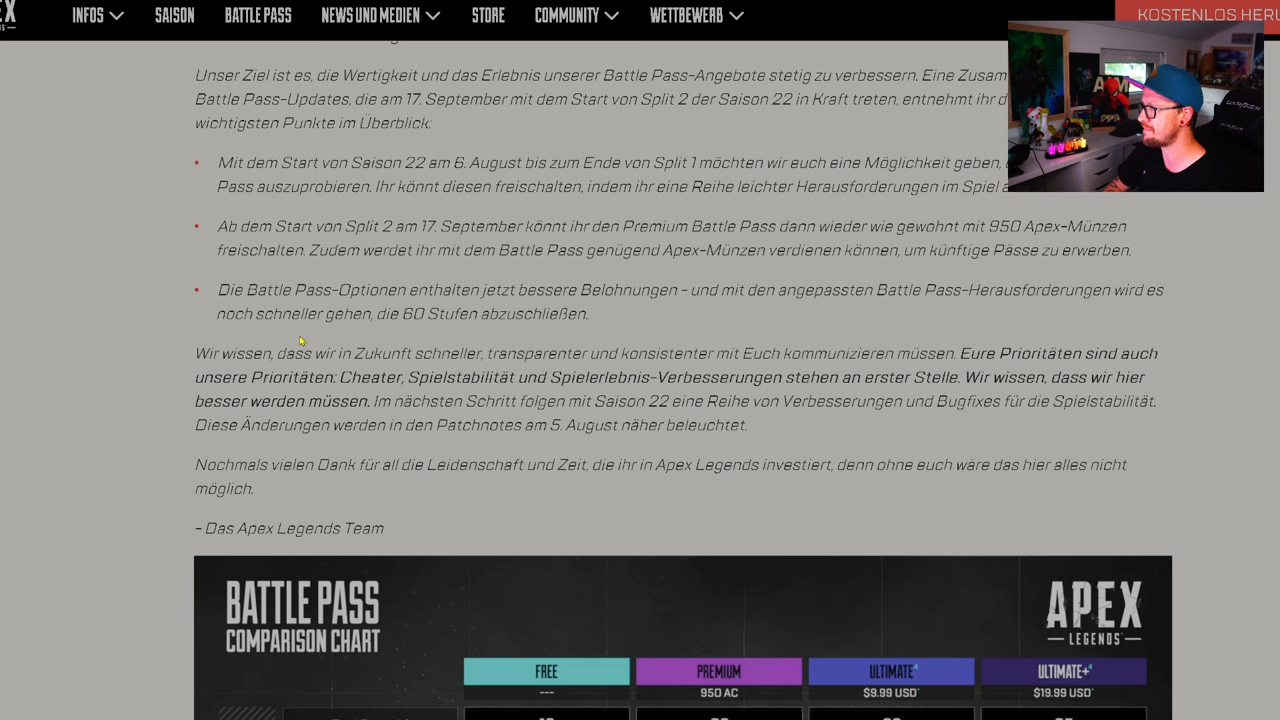 EX
INFOS SAISON BATTLE PASS NEWS UND MEDIEN STORE COMMUNITY WETTBEWERB KOSTENLOS HERU
Unser Ziel ist es, die Wertigkeit und das Erlebnis unserer Battle Pass-Angebote stetig zu verbessern. Eine Zusam
Battle Pass-Updates, die am 17. September mit dem Start von Split 2 der Saison 22 in Kraft treten, entnehmt ihr d
wichtigsten Punkte im Überblick:
• Mit dem Start von Saison 22 am 6. August bis zum Ende von Split 1 möchten wir euch eine Möglichkeit geben,
Pass auszuprobieren. Ihr könnt diesen freischalten, indem ihr eine Reihe leichter Herausforderungen im Spiel
• Ab dem Start von Split 2 am 17. September könnt ihr den Premium Battle Pass dann wieder wie gewohnt mit 950 Apex-Münzen
freischalten. Zudem werdet ihr mit dem Battle Pass genügend Apex-Münzen verdienen können, um künftige Pässe zu erwerben.
• Die Battle Pass-Optionen enthalten jetzt bessere Belohnungen – und mit den angepassten Battle Pass-Herausforderungen wird es
noch schneller gehen, die 60 Stufen abzuschließen.
Wir wissen, dass wir in Zukunft schneller, transparenter und konsistenter mit Euch kommunizieren müssen. Eure Prioritäten sind auch
unsere Prioritäten: Cheater, Spielstabilität und Spielerlebnis-Verbesserungen stehen an erster Stelle. Wir wissen, dass wir hier
besser werden müssen. Im nächsten Schritt folgen mit Saison 22 eine Reihe von Verbesserungen und Bugfixes für die Spielstabilität.
Diese Änderungen werden in den Patchnotes am 5. August näher beleuchtet.
Nochmals vielen Dank für all die Leidenschaft und Zeit, die ihr in Apex Legends investiert, denn ohne euch wäre das hier alles nicht
möglich.
– Das Apex Legends Team
BATTLE PASS
COMPARISON CHART
APEX
LEGENDS
FREE PREMIUM ULTIMATE⁴ ULTIMATE+⁴
--- 950 AC $9.99 USD* $19.99 USD*